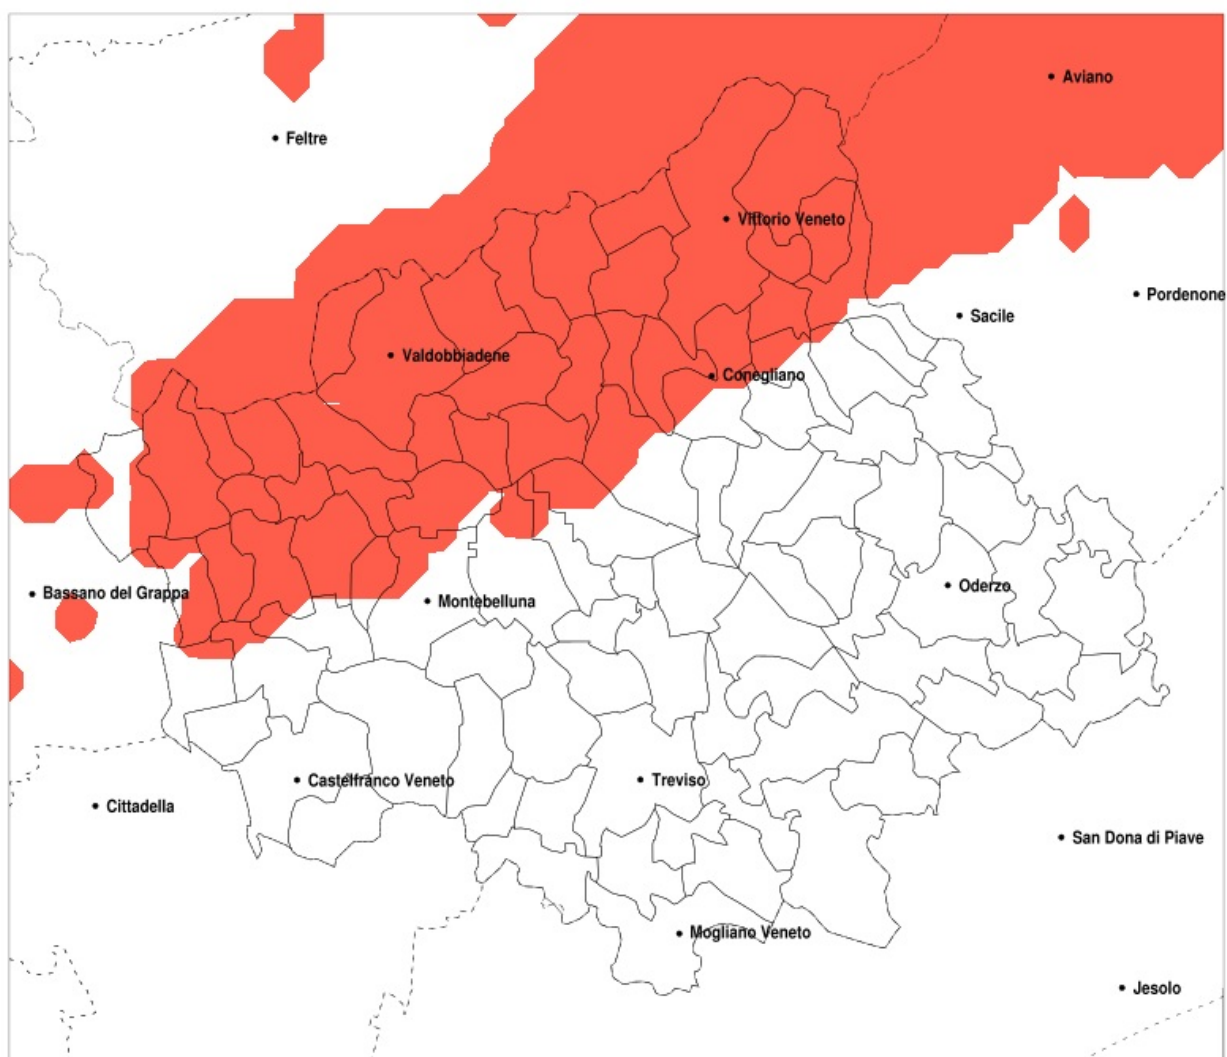 Aviano
Feltre
Vittorio Veneto
Pordenone
Sacile
Valdobbiadene
Conegliano
Oderzo
Bassano del Grappa
Montebelluna
Castelfranco Veneto
Treviso
Cittadella
San Dona di Piave
Mogliano Veneto
Jesolo